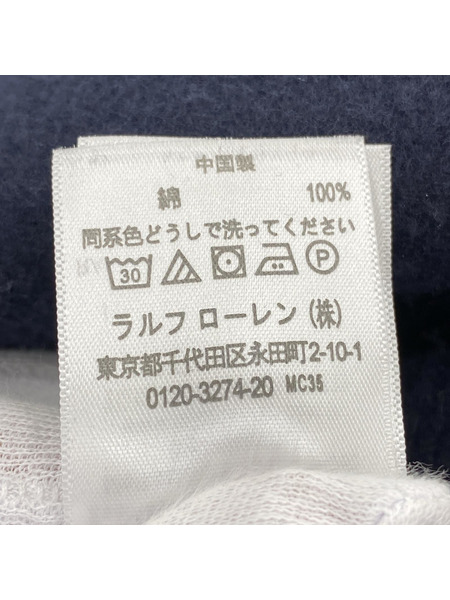 中国製
綿 100%
同系色どうしで洗ってください
30 P
ラルフ ローレン (株)
東京都千代田区永田町2-10-1
0120-3274-20 MC35